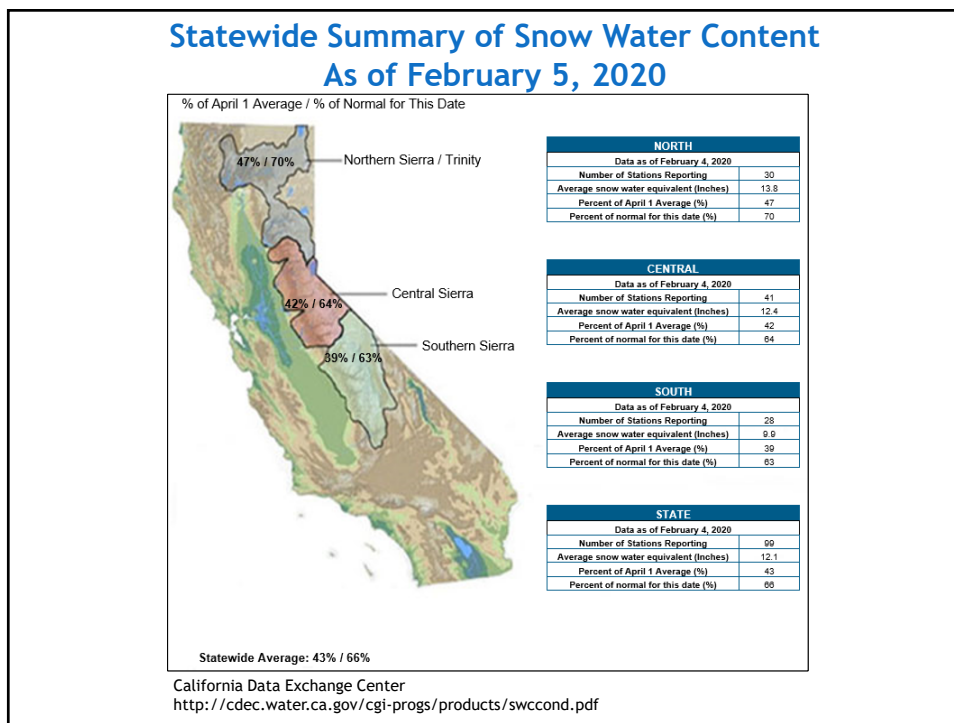 Statewide Summary of Snow Water Content
As of February 5, 2020
% of April 1 Average / % of Normal for This Date
47% / 70%
Northern Sierra / Trinity
42% / 64%
Central Sierra
39% / 63%
Southern Sierra
NORTH
Data as of February 4, 2020
Number of Stations Reporting 30
Average snow water equivalent (Inches) 13.8
Percent of April 1 Average (%) 47
Percent of normal for this date (%) 70
CENTRAL
Data as of February 4, 2020
Number of Stations Reporting 41
Average snow water equivalent (Inches) 12.4
Percent of April 1 Average (%) 42
Percent of normal for this date (%) 64
SOUTH
Data as of February 4, 2020
Number of Stations Reporting 28
Average snow water equivalent (Inches) 9.9
Percent of April 1 Average (%) 39
Percent of normal for this date (%) 63
STATE
Data as of February 4, 2020
Number of Stations Reporting 99
Average snow water equivalent (Inches) 12.1
Percent of April 1 Average (%) 43
Percent of normal for this date (%) 66
Statewide Average: 43% / 66%
California Data Exchange Center
http://cdec.water.ca.gov/cgi-progs/products/swccond.pdf